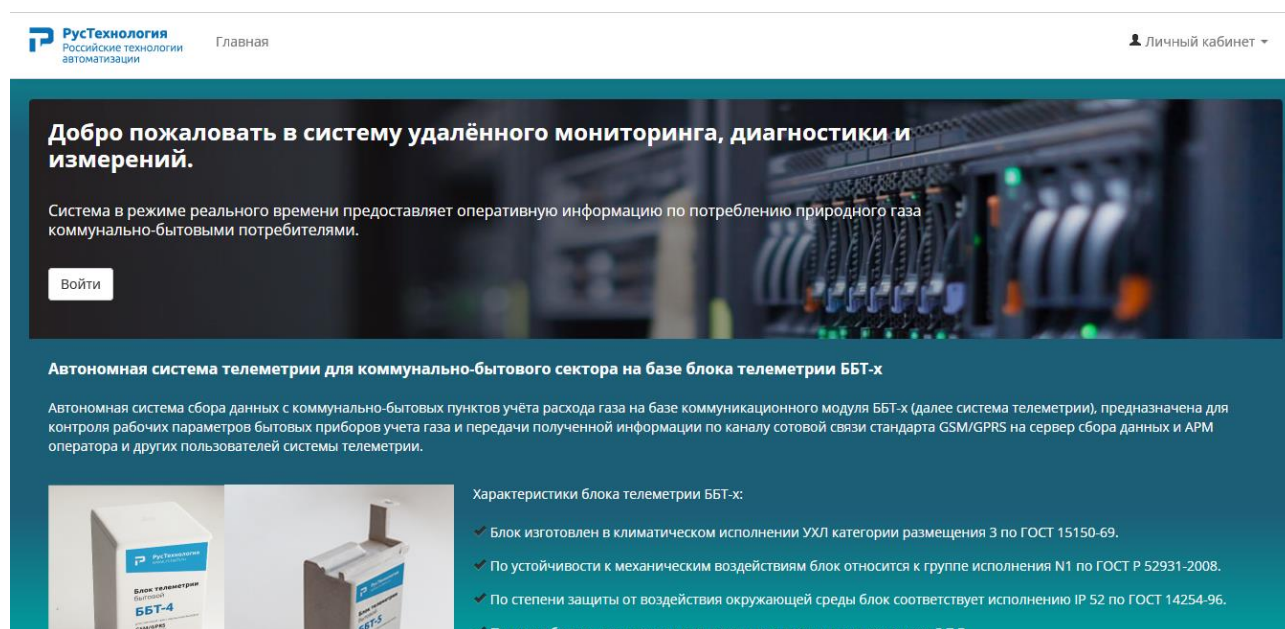 РусТехнология
Российские технологии
автоматизации
Главная
Личный кабинет
Добро пожаловать в систему удалённого мониторинга, диагностики и
измерений.
Система в режиме реального времени предоставляет оперативную информацию по потреблению природного газа
коммунально-бытовыми потребителями.
Войти
Автономная система телеметрии для коммунально-бытового сектора на базе блока телеметрии ББТ-х
Автономная система сбора данных с коммунально-бытовых пунктов учёта расхода газа на базе коммуникационного модуля ББТ-х (далее система телеметрии), предназначена для
контроля рабочих параметров бытовых приборов учета газа и передачи полученной информации по каналу сотовой связи стандарта GSM/GPRS на сервер сбора данных и АРМ
оператора и других пользователей системы телеметрии.
РусТехнология
Блок телеметрии
бытовой
ББТ-4
GSM/GPRS
РусТехнология
Блок телеметрии
ББТ-5
Характеристики блока телеметрии ББТ-х:
Блок изготовлен в климатическом исполнении УХЛ категории размещения 3 по ГОСТ 15150-69.
По устойчивости к механическим воздействиям блок относится к группе исполнения N1 по ГОСТ Р 52931-2008.
По степени защиты от воздействия окружающей среды блок соответствует исполнению IP 52 по ГОСТ 14254-96.